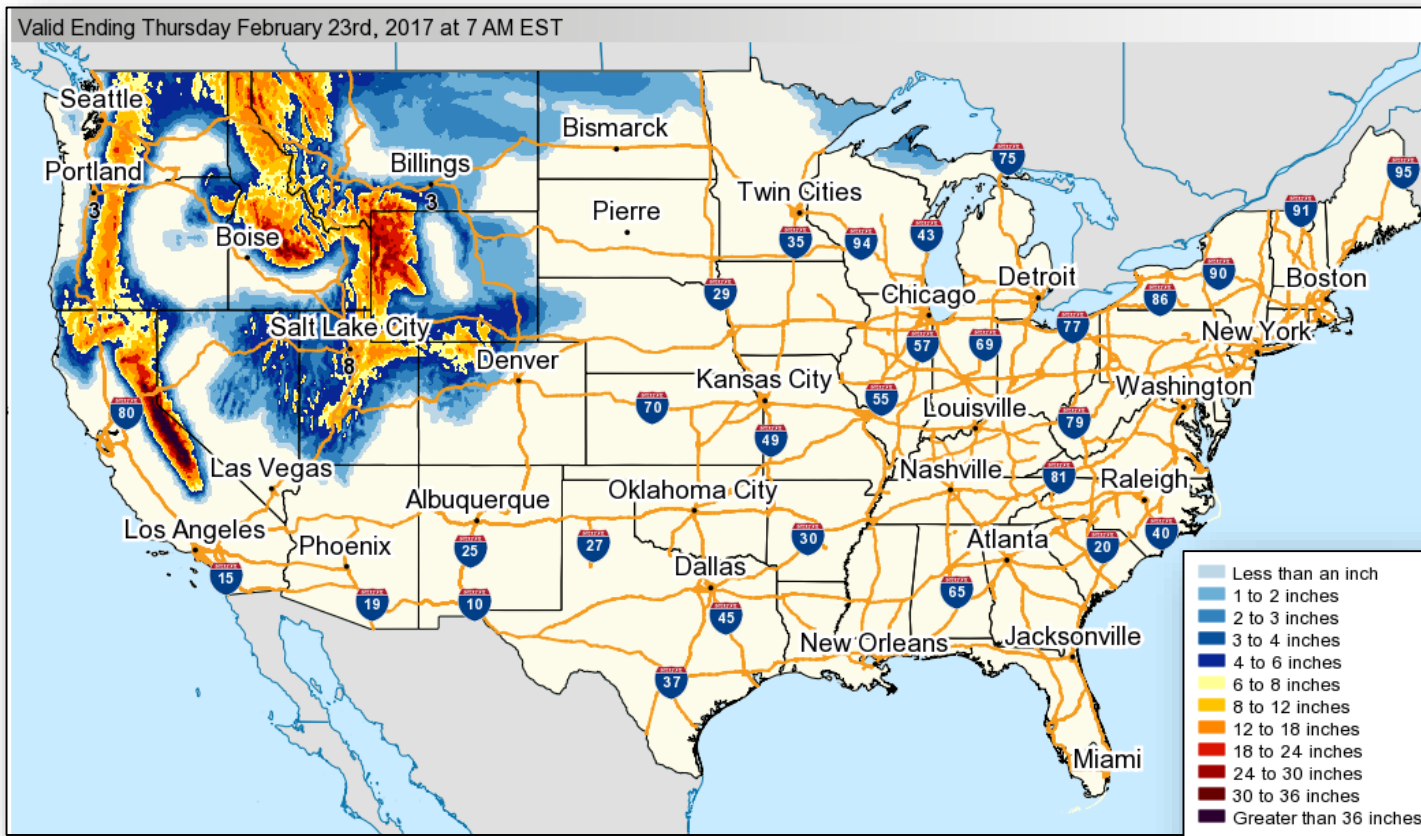 Valid Ending Thursday February 23rd, 2017 at 7 AM EST
Seattle
Portland
3
Boise
Billings
3
Bismarck
Pierre
Twin Cities
75
95
91
35
94
43
29
Chicago
Detroit
90
86
Boston
Salt Lake City
8
Denver
57
69
77
New York
Kansas City
Washington
80
70
55
Louisville
79
49
Las Vegas
Albuquerque
Oklahoma City
Nashville
81
Raleigh
Los Angeles
Phoenix
25
27
30
Atlanta
20
40
15
19
10
Dallas
45
65
37
New Orleans
Jacksonville
Miami
Less than an inch
1 to 2 inches
2 to 3 inches
3 to 4 inches
4 to 6 inches
6 to 8 inches
8 to 12 inches
12 to 18 inches
18 to 24 inches
24 to 30 inches
30 to 36 inches
Greater than 36 inches